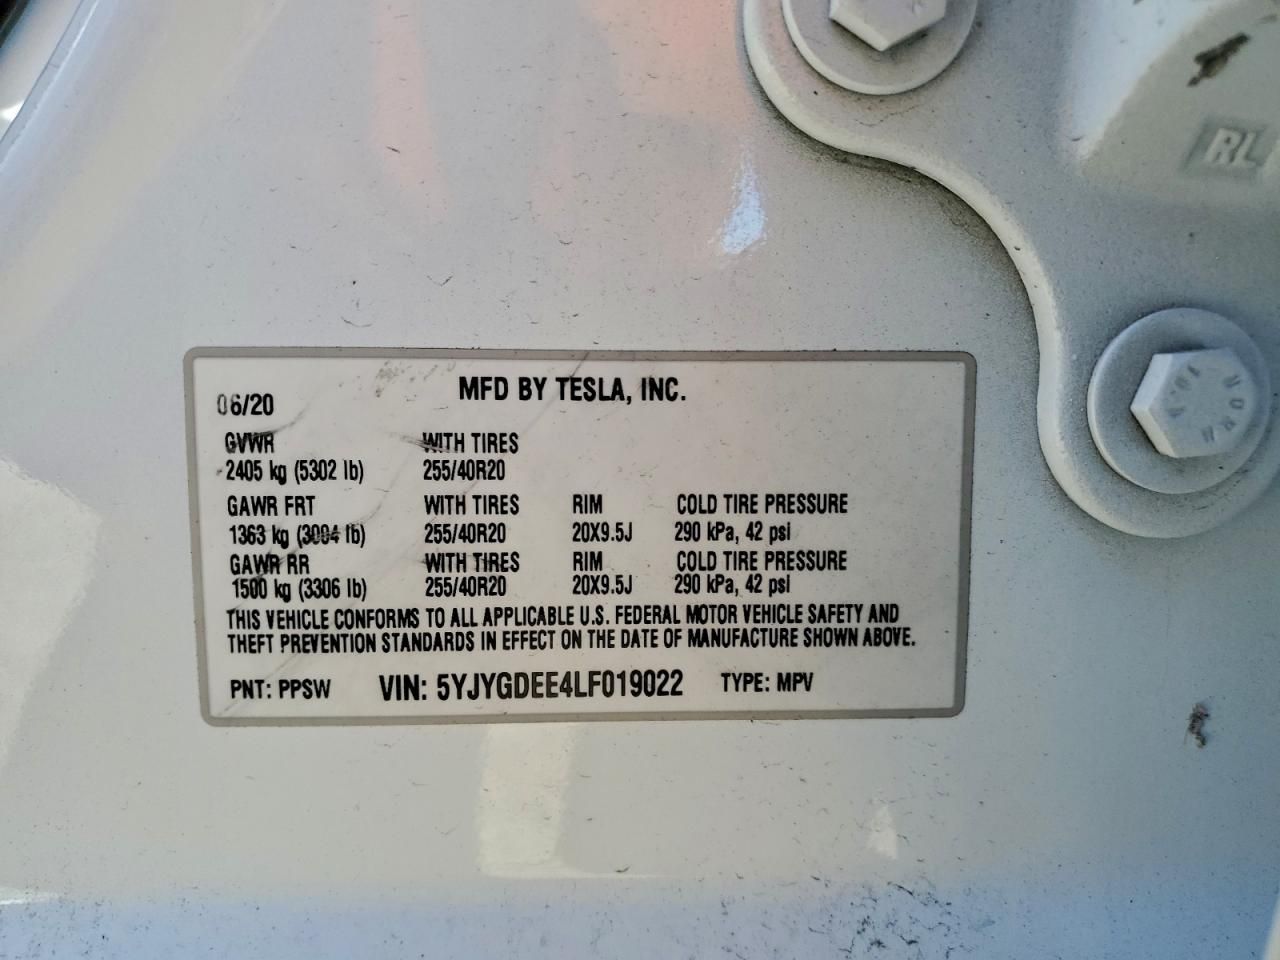 RL
06/20 MFD BY TESLA, INC.
GVWR WITH TIRES
2405 kg (5302 lb) 255/40R20
GAWR FRT WITH TIRES RIM COLD TIRE PRESSURE
1363 kg (3004 lb) 255/40R20 20X9.5J 290 kPa, 42 psi
GAWR RR WITH TIRES RIM COLD TIRE PRESSURE
1500 kg (3306 lb) 255/40R20 20X9.5J 290 kPa, 42 psi
THIS VEHICLE CONFORMS TO ALL APPLICABLE U.S. FEDERAL MOTOR VEHICLE SAFETY AND
THEFT PREVENTION STANDARDS IN EFFECT ON THE DATE OF MANUFACTURE SHOWN ABOVE.
PNT: PPSW VIN: 5YJYGDEE4LF019022 TYPE: MPV